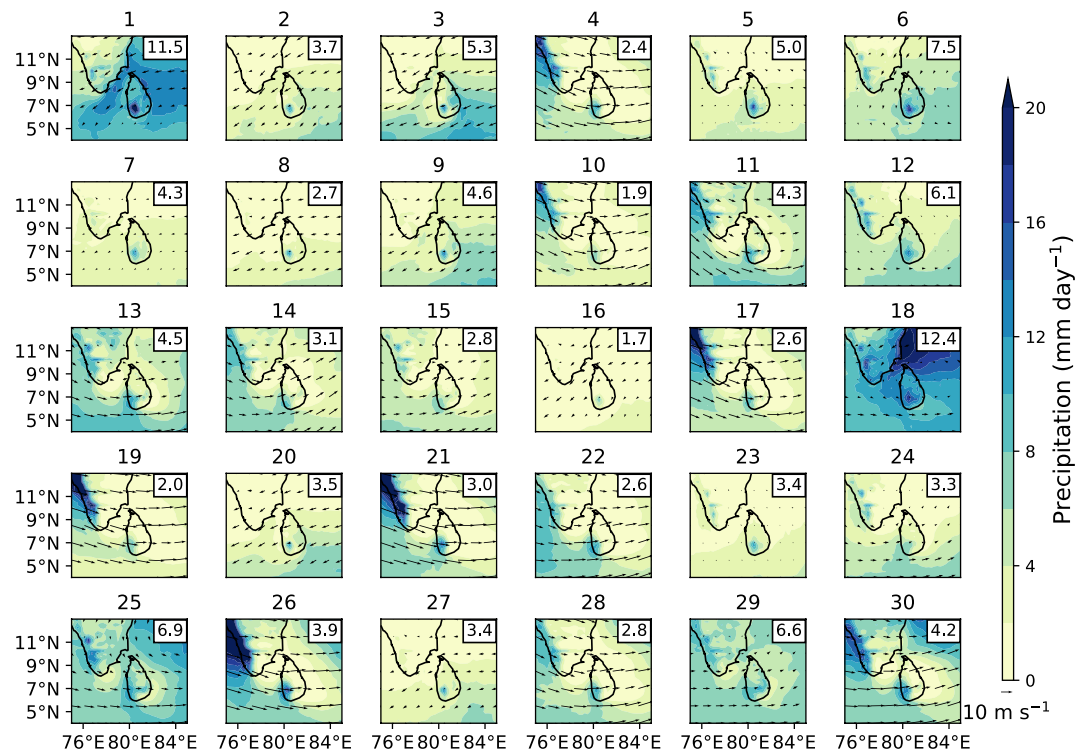 1 2 3 4 5 6
11.5 3.7 5.3 2.4 5.0 7.5
11°N
9°N
7°N
5°N
7 8 9 10 11 12
4.3 2.7 4.6 1.9 4.3 6.1
11°N
9°N
7°N
5°N
13 14 15 16 17 18
4.5 3.1 2.8 1.7 2.6 12.4
11°N
9°N
7°N
5°N
19 20 21 22 23 24
2.0 3.5 3.0 2.6 3.4 3.3
11°N
9°N
7°N
5°N
25 26 27 28 29 30
6.9 3.9 3.4 2.8 6.6 4.2
11°N
9°N
7°N
5°N
76°E 80°E 84°E 76°E 80°E 84°E 76°E 80°E 84°E 76°E 80°E 84°E 76°E 80°E 84°E 76°E 80°E 84°E
20
16
12
8
4
0
Precipitation (mm day⁻¹)
10 m s⁻¹